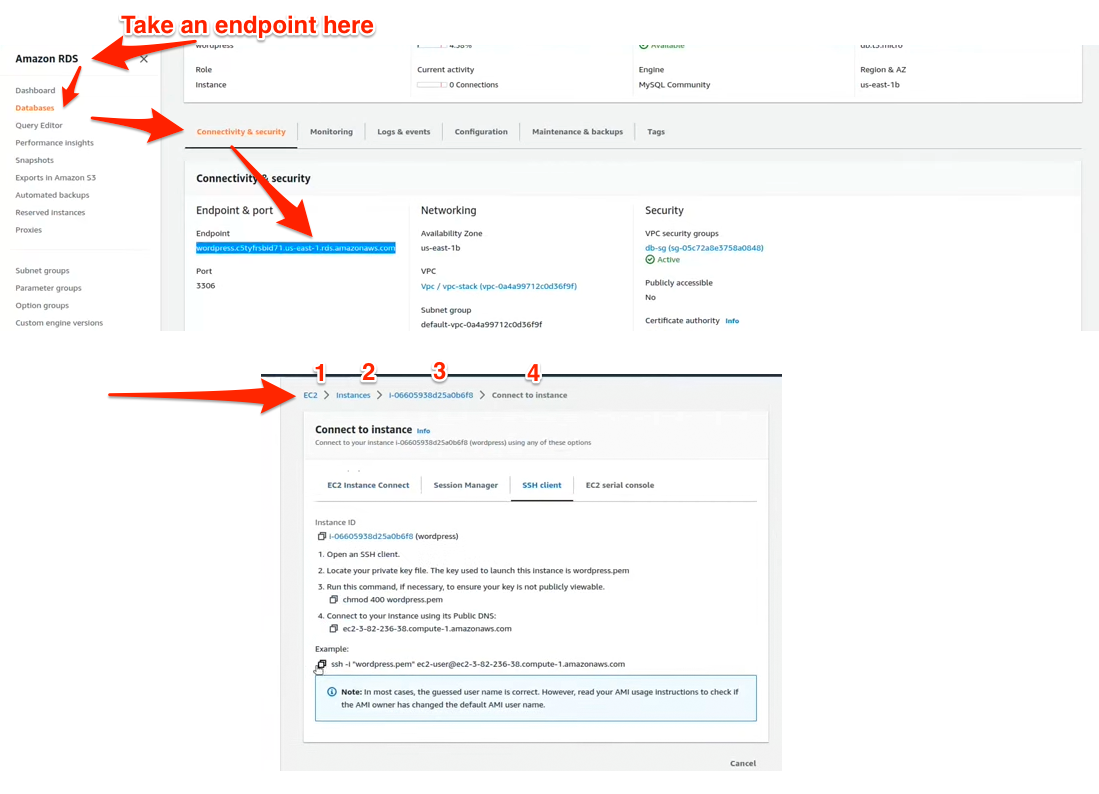 Take an endpoint here
Amazon RDS
Dashboard
Databases
Query Editor
Performance insights
Snapshots
Exports in Amazon S3
Automated backups
Reserved instances
Proxies
Subnet groups
Parameter groups
Option groups
Custom engine versions
wordpress 4.58% Available db.t3.micro
Role Current activity Engine Region & AZ
Instance 0 Connections MySQL Community us-east-1b
Connectivity & security Monitoring Logs & events Configuration Maintenance & backups Tags
Connectivity & security
Endpoint & port
Endpoint
wordpress.c5tyfrsbid71.us-east-1.rds.amazonaws.com
Port
3306
Networking
Availability Zone
us-east-1b
VPC
Vpc / vpc-stack (vpc-0a4a99712c0d36f9f)
Subnet group
default-vpc-0a4a99712c0d36f9f
Security
VPC security groups
db-sg (sg-05c72a8e3758a0848)
Active
Publicly accessible
No
Certificate authority Info
1 2 3 4
EC2 > Instances > i-06605938d25a0b6f8 > Connect to instance
Connect to instance Info
Connect to your instance i-06605938d25a0b6f8 (wordpress) using any of these options
EC2 Instance Connect Session Manager SSH client EC2 serial console
Instance ID
i-06605938d25a0b6f8 (wordpress)
1. Open an SSH client.
2. Locate your private key file. The key used to launch this instance is wordpress.pem
3. Run this command, if necessary, to ensure your key is not publicly viewable.
chmod 400 wordpress.pem
4. Connect to your instance using its Public DNS:
ec2-3-82-236-38.compute-1.amazonaws.com
Example:
ssh -i "wordpress.pem" ec2-user@ec2-3-82-236-38.compute-1.amazonaws.com
Note: In most cases, the guessed user name is correct. However, read your AMI usage instructions to check if
the AMI owner has changed the default AMI user name.
Cancel